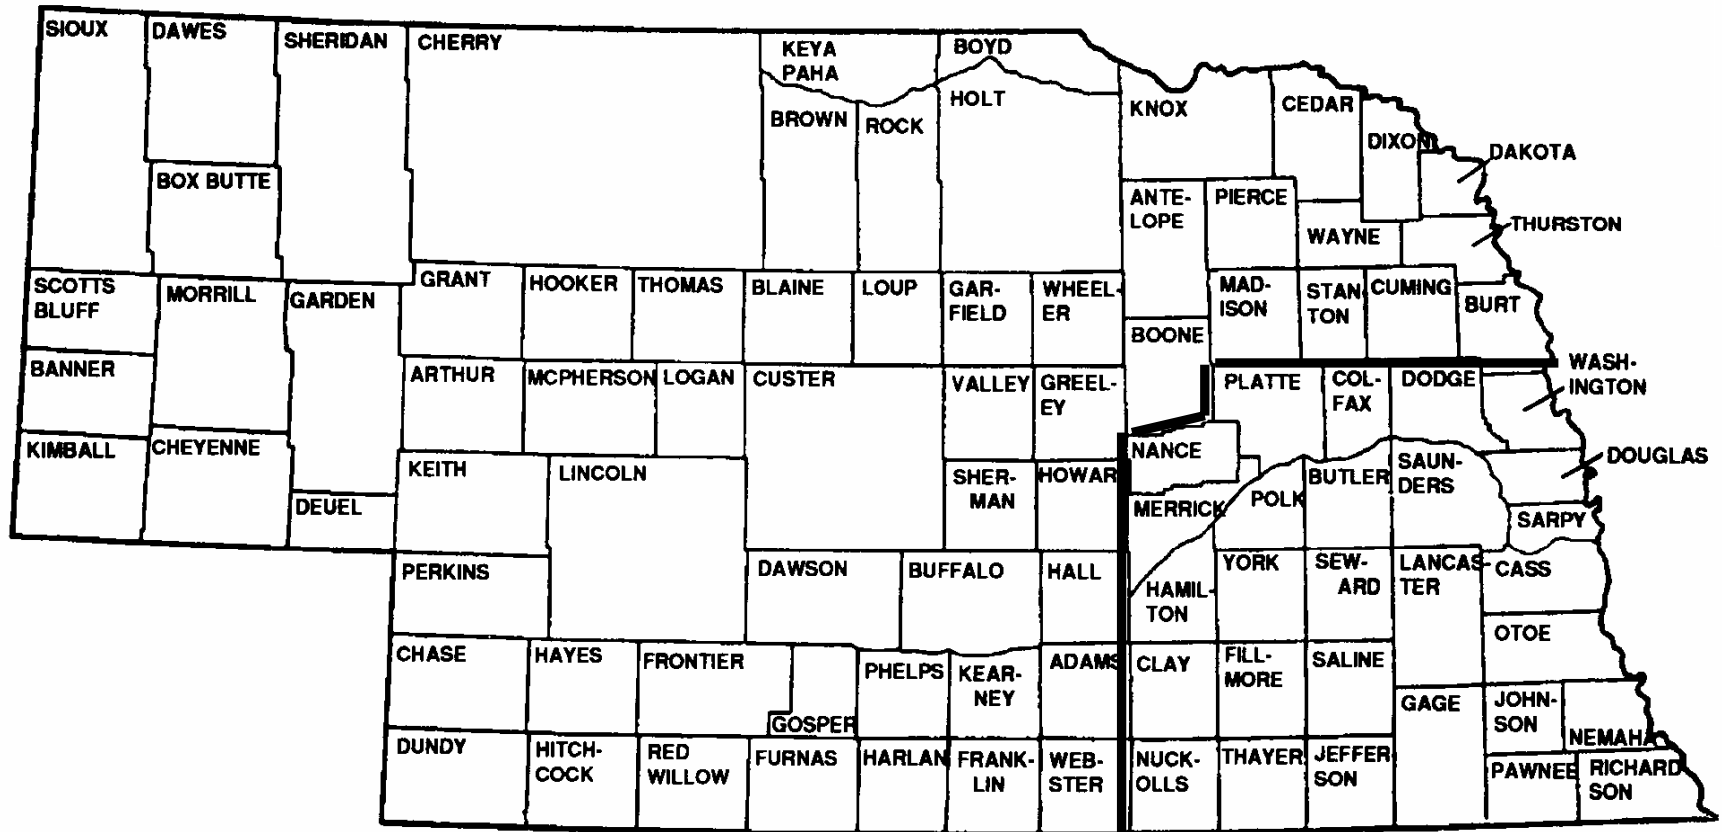 SIOUX
DAWES
SHERIDAN
CHERRY
KEYA
PAHA
BOYD
HOLT
BROWN
ROCK
KNOX
CEDAR
DIXON
DAKOTA
BOX BUTTE
ANTE-
LOPE
PIERCE
WAYNE
THURSTON
SCOTTS
BLUFF
MORRILL
GARDEN
GRANT
HOOKER
THOMAS
BLAINE
LOUP
GAR-
FIELD
WHEEL-
ER
BOONE
MAD-
ISON
STAN
TON
CUMING
BURT
BANNER
ARTHUR
MCPHERSON
LOGAN
CUSTER
VALLEY
GREEL-
EY
PLATTE
COL-
FAX
DODGE
WASH-
INGTON
KIMBALL
CHEYENNE
DEUEL
KEITH
LINCOLN
SHER-
MAN
HOWAR
NANCE
MERRICK
POLK
BUTLER
SAUN-
DERS
DOUGLAS
SARPY
PERKINS
DAWSON
BUFFALO
HALL
HAMIL-
TON
YORK
SEW-
ARD
LANCAS-
TER
CASS
OTOE
CHASE
HAYES
FRONTIER
GOSPER
PHELPS
KEAR-
NEY
ADAMS
CLAY
FILL-
MORE
SALINE
GAGE
JOHN-
SON
NEMAHA
DUNDY
HITCH-
COCK
RED
WILLOW
FURNAS
HARLAN
FRANK-
LIN
WEB-
STER
NUCK-
OLLS
THAYER
JEFFER
SON
PAWNEE
RICHARD
SON